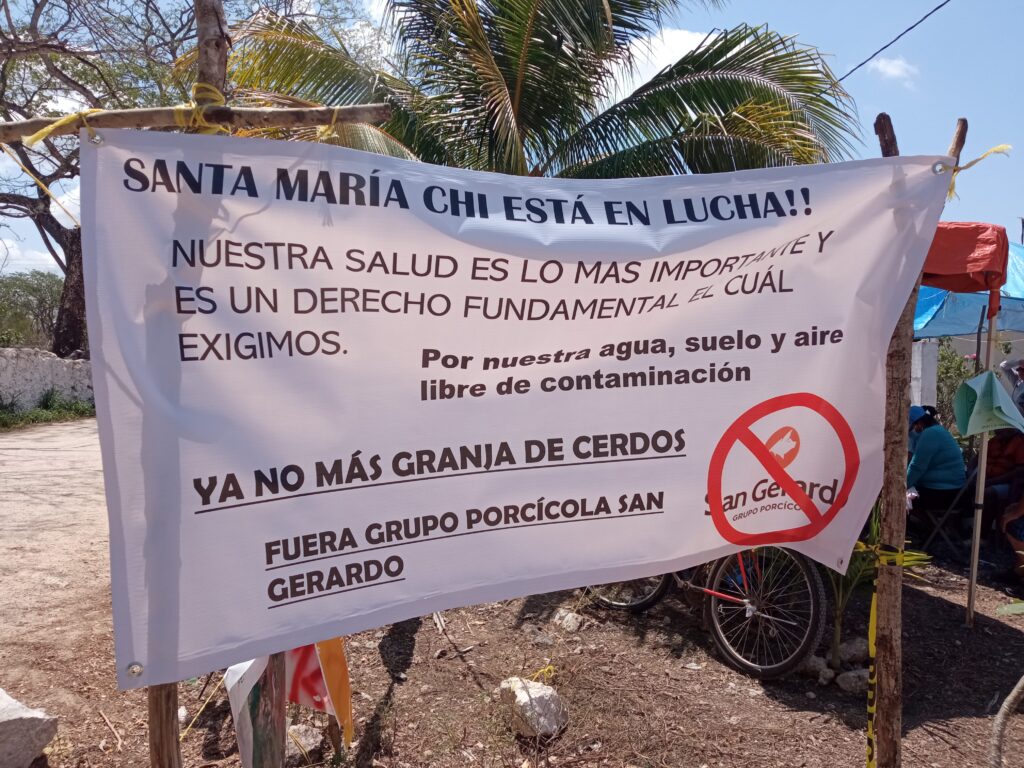 SANTA MARÍA CHI ESTÁ EN LUCHA!!
NUESTRA SALUD ES LO MAS IMPORTANTE Y
ES UN DERECHO FUNDAMENTAL EL CUÁL
EXIGIMOS.
Por nuestra agua, suelo y aire
libre de contaminación
YA NO MÁS GRANJA DE CERDOS
FUERA GRUPO PORCÍCOLA SAN
GERARDO
San Gerard
GRUPO PORCÍCO